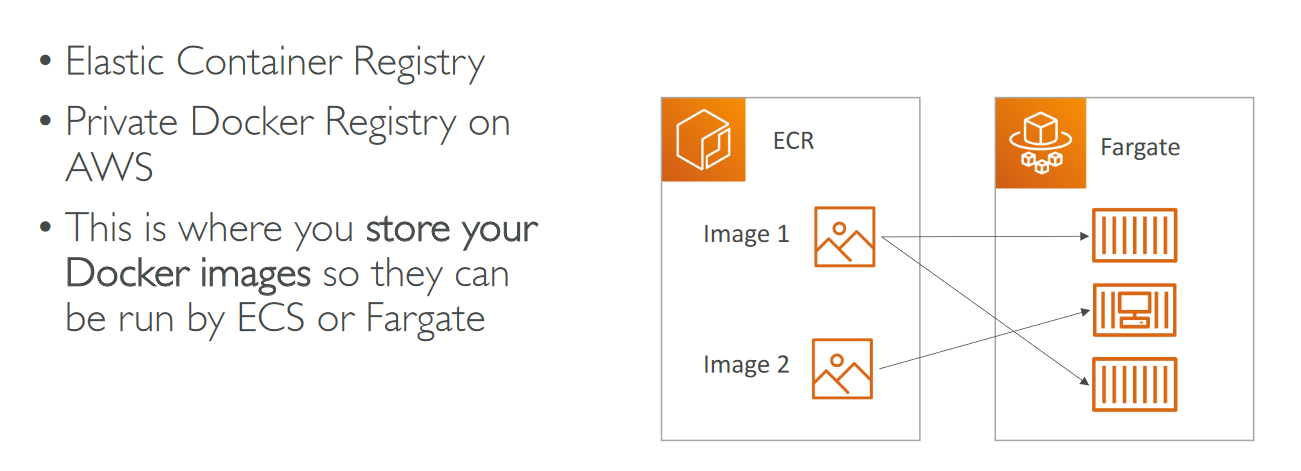 • Elastic Container Registry
• Private Docker Registry on
AWS
• This is where you store your
Docker images so they can
be run by ECS or Fargate
ECR
Image 1
Image 2
Fargate